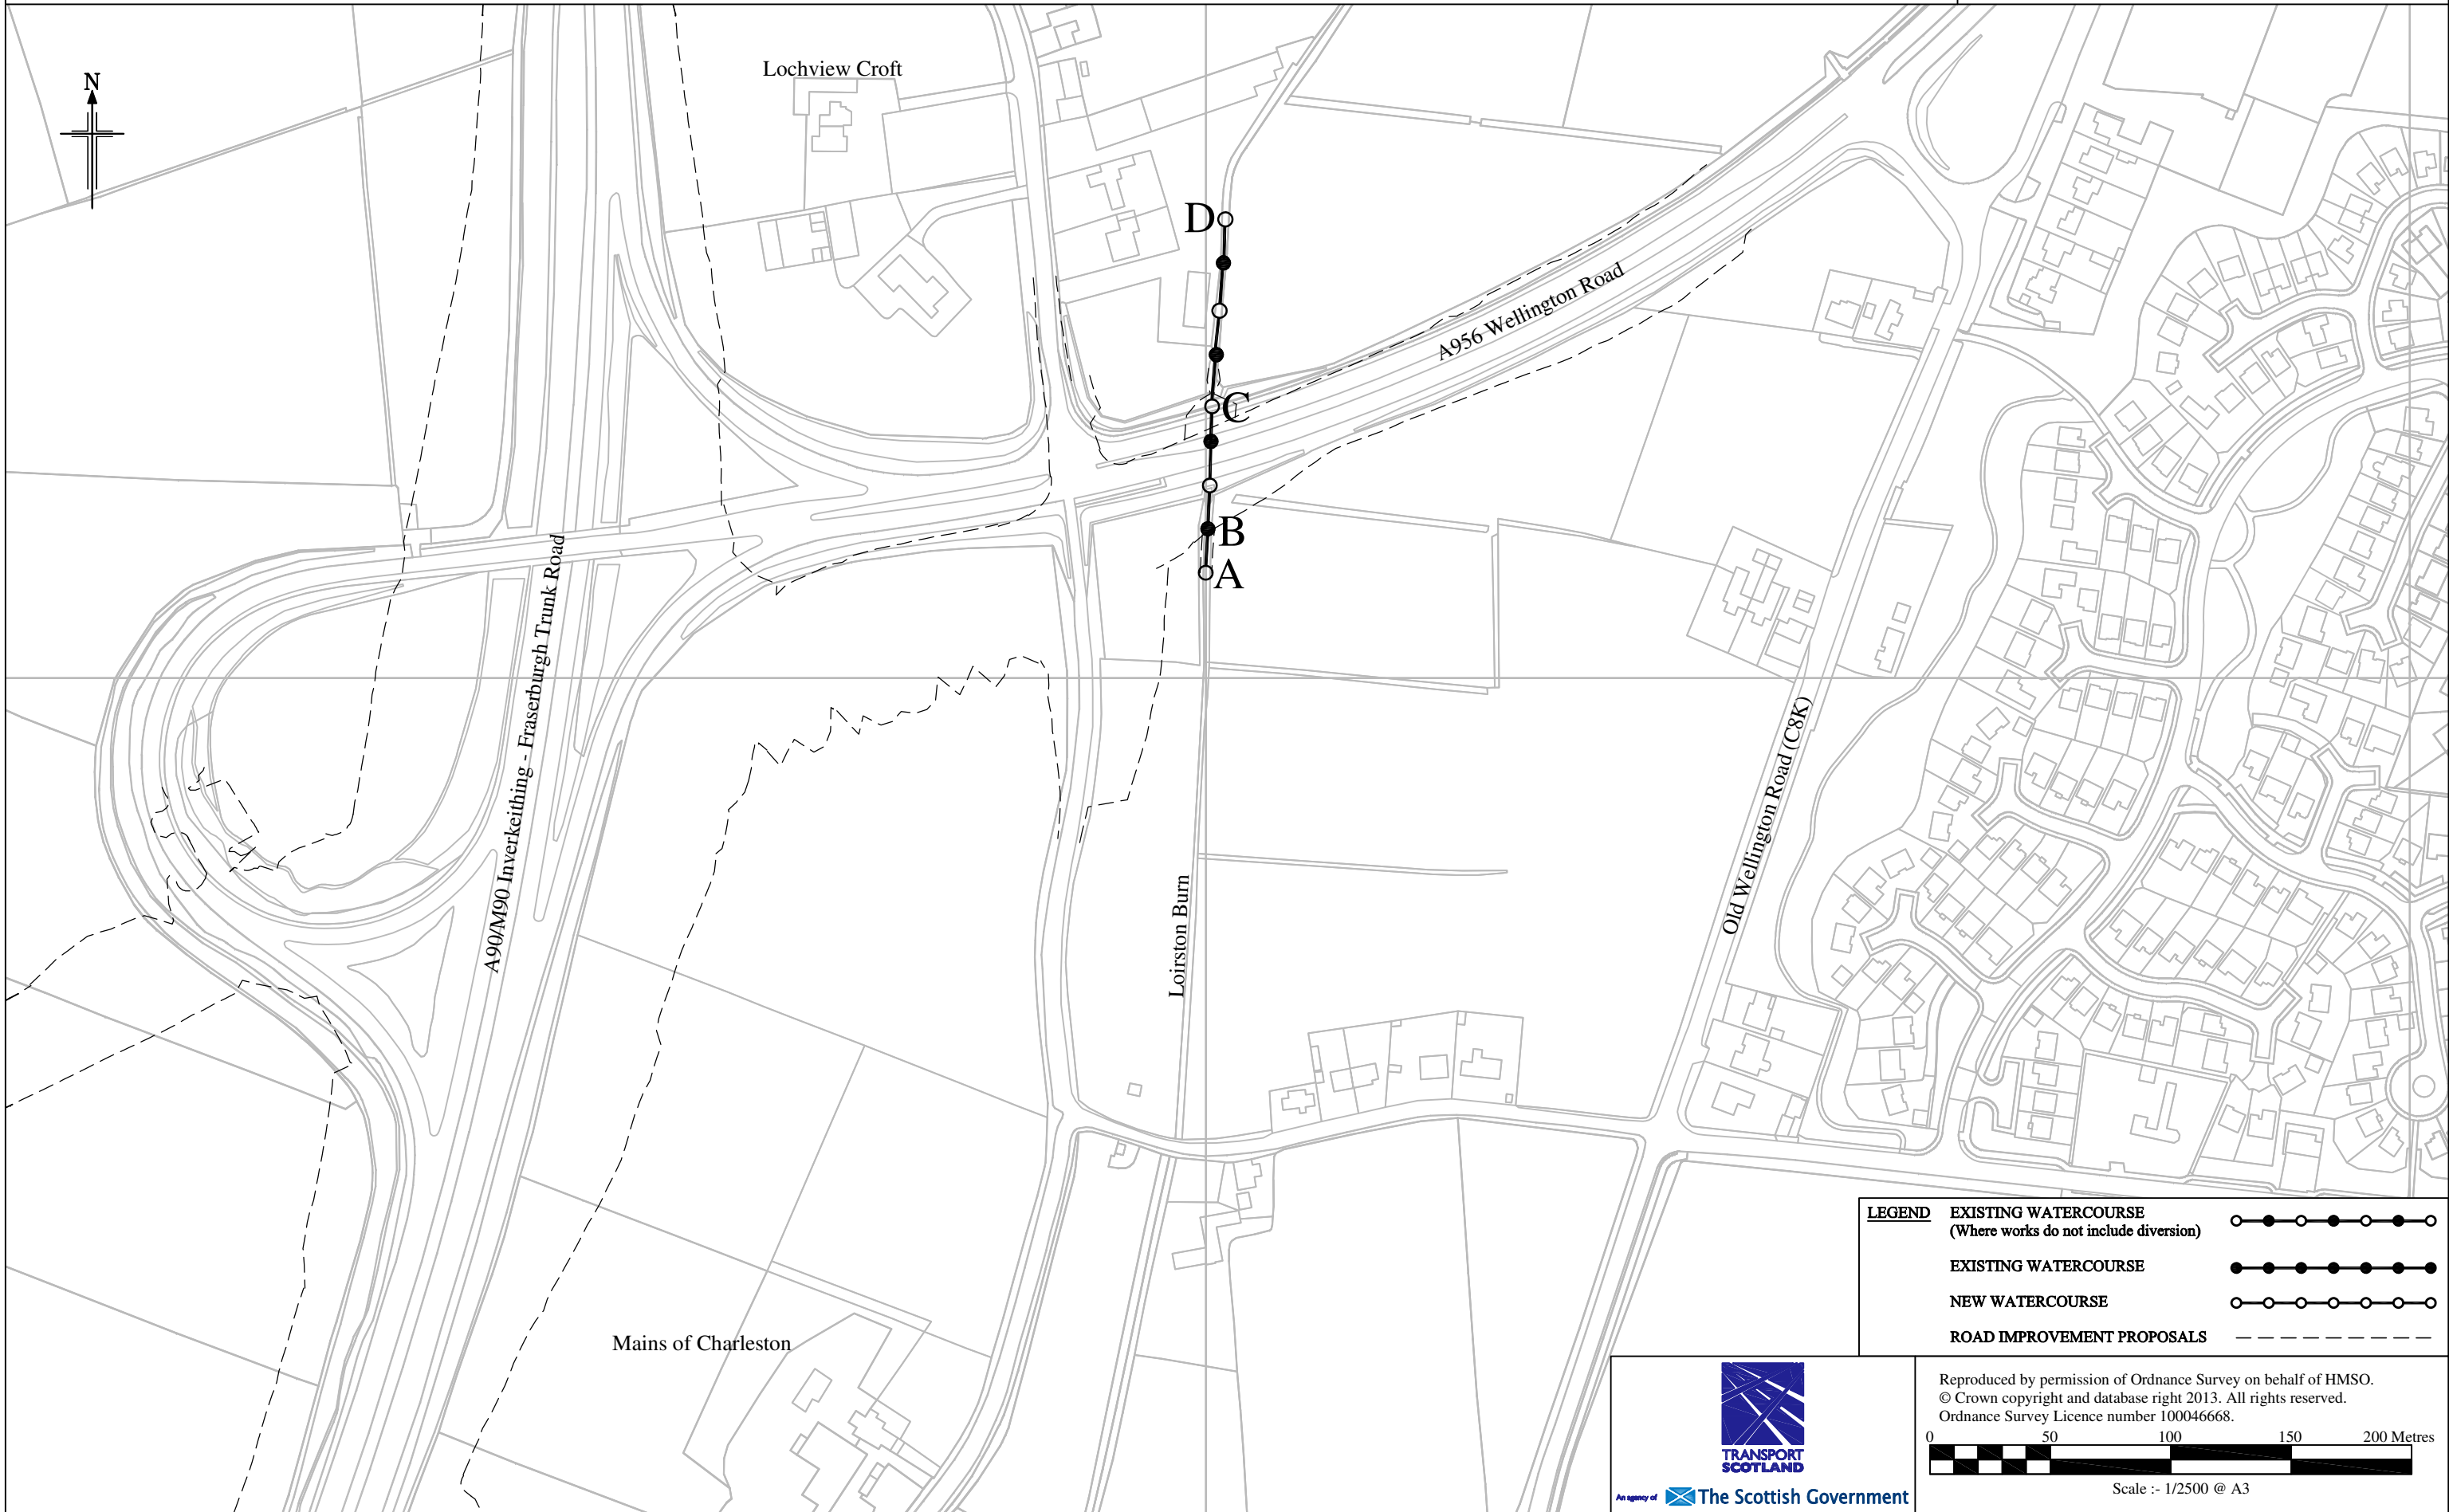 N
Lochview Croft
D
A956 Wellington Road
C
B
A
A90/M90 Inverkeithing - Fraserburgh Trunk Road
Old Wellington Road (C8K)
Loirston Burn
Mains of Charleston
LEGEND
EXISTING WATERCOURSE
(Where works do not include diversion)
EXISTING WATERCOURSE
NEW WATERCOURSE
ROAD IMPROVEMENT PROPOSALS
TRANSPORT
SCOTLAND
An agency of The Scottish Government
Reproduced by permission of Ordnance Survey on behalf of HMSO.
© Crown copyright and database right 2013. All rights reserved.
Ordnance Survey Licence number 100046668.
0 50 100 150 200 Metres
Scale :- 1/2500 @ A3